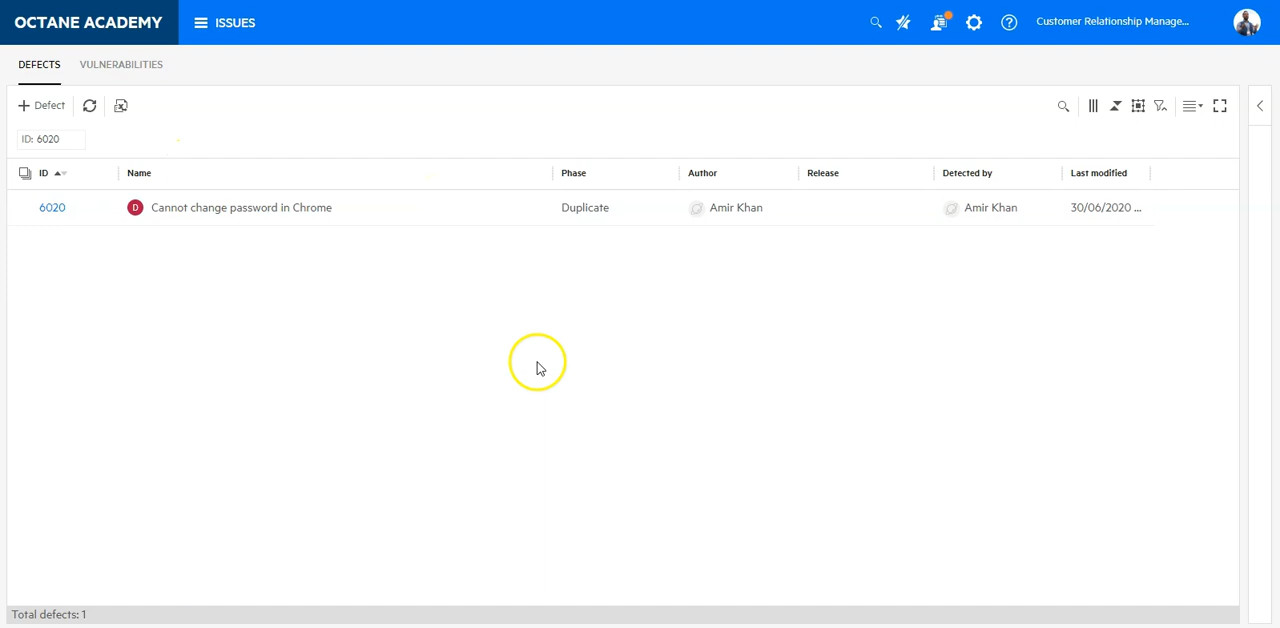 OCTANE ACADEMY
ISSUES
Customer Relationship Manage...
DEFECTS
VULNERABILITIES
Defect
ID: 6020
ID
Name
Phase
Author
Release
Detected by
Last modified
6020
D
Cannot change password in Chrome
Duplicate
Amir Khan
Amir Khan
30/06/2020 ...
Total defects: 1